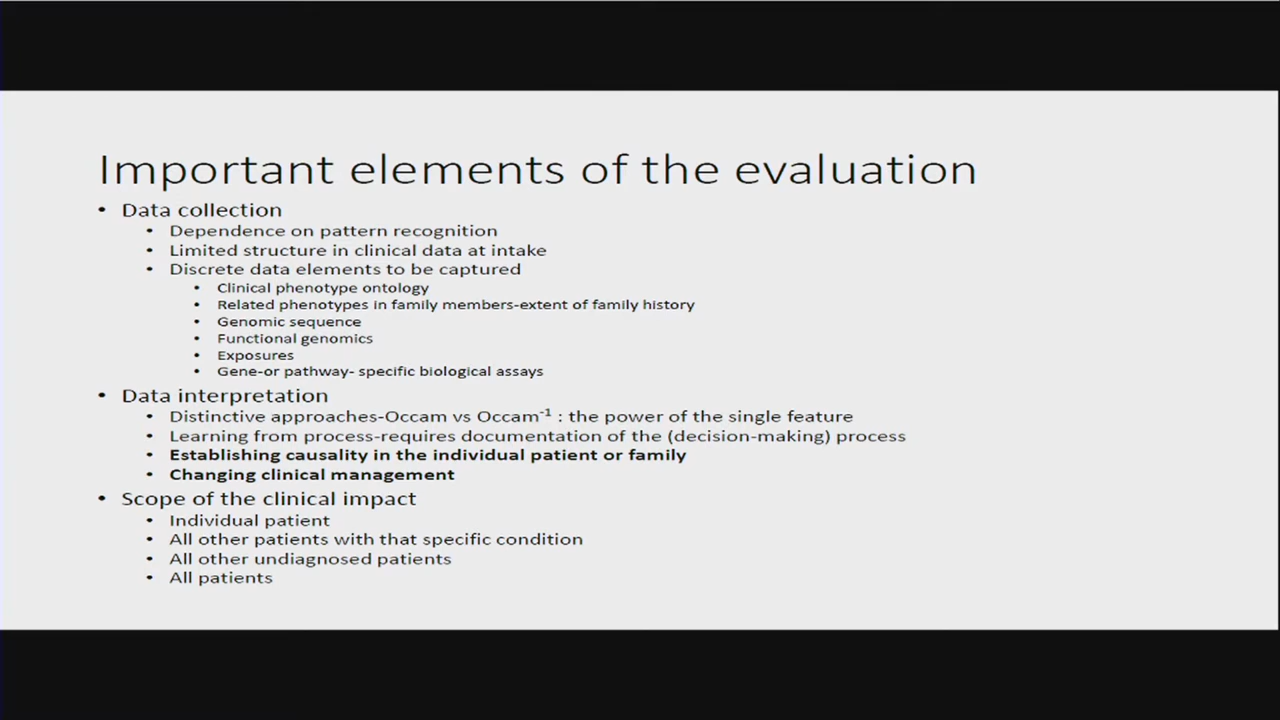 Important elements of the evaluation
• Data collection
• Dependence on pattern recognition
• Limited structure in clinical data at intake
• Discrete data elements to be captured
• Clinical phenotype ontology
• Related phenotypes in family members-extent of family history
• Genomic sequence
• Functional genomics
• Exposures
• Gene-or pathway- specific biological assays
• Data interpretation
• Distinctive approaches-Occam vs Occam⁻¹ : the power of the single feature
• Learning from process-requires documentation of the (decision-making) process
• Establishing causality in the individual patient or family
• Changing clinical management
• Scope of the clinical impact
• Individual patient
• All other patients with that specific condition
• All other undiagnosed patients
• All patients